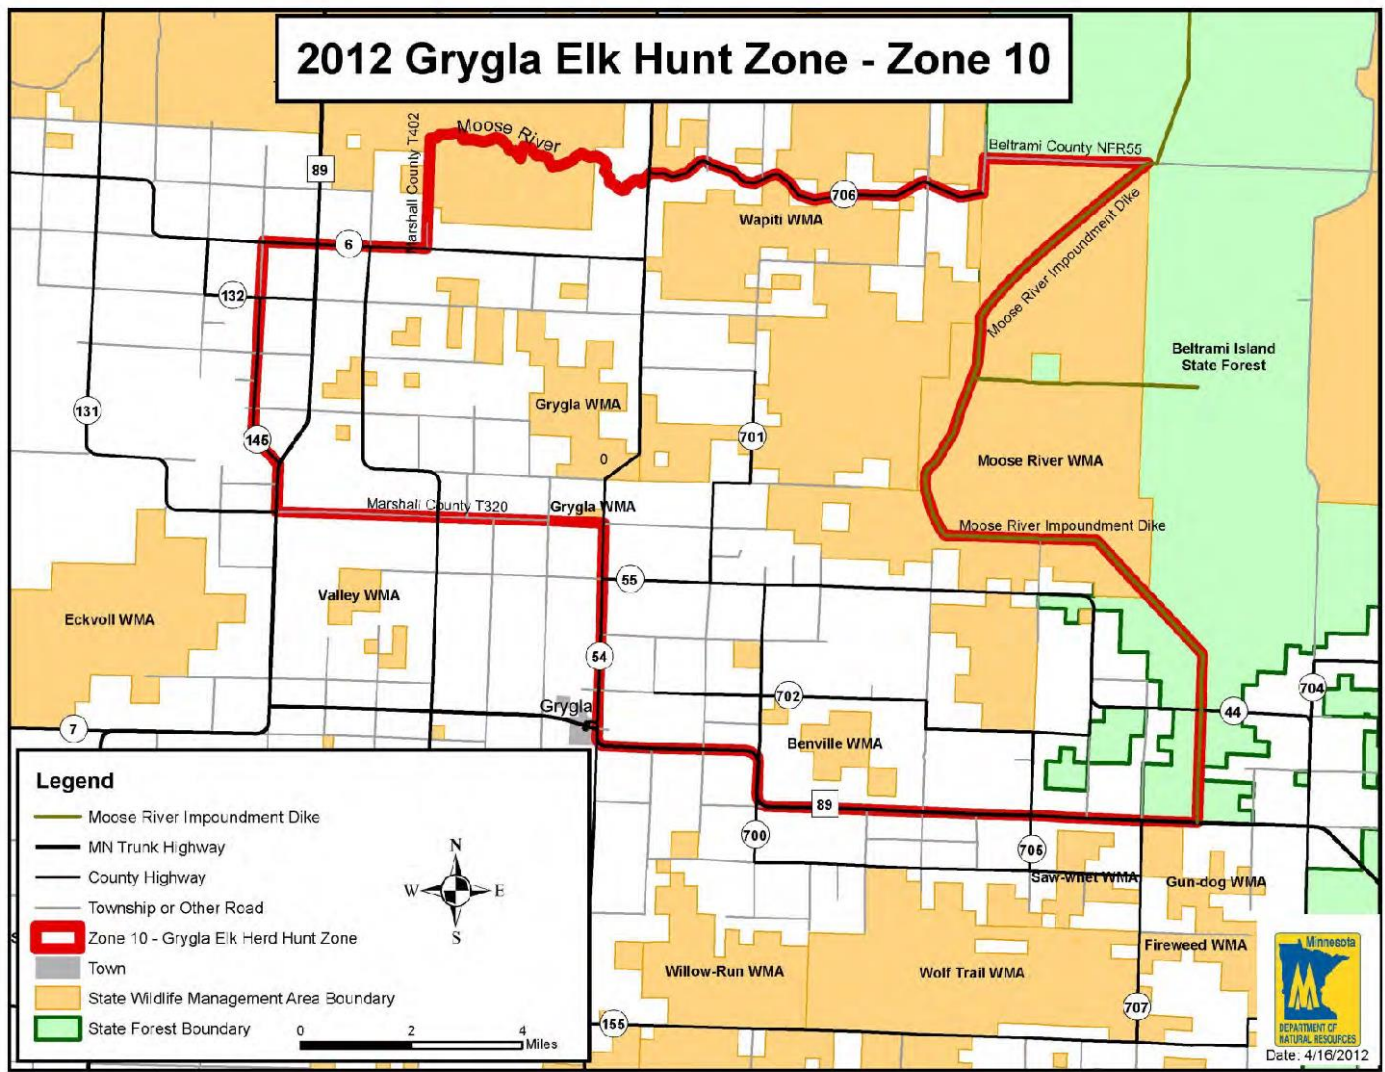 2012 Grygla Elk Hunt Zone - Zone 10
Marshall County T402
Moose River
Beltrami County NFR55
89
706
Moose River Impoundment Dike
Wapiti WMA
6
132
Beltrami Island
State Forest
131
145
Grygla WMA
701
0
Moose River WMA
Marshall County T320
Grygla WMA
Moose River Impoundment Dike
55
Valley WMA
Eckvoll WMA
54
702
704
Grygla
44
7
Benville WMA
89
700
705
Saw-whet WMA
Gun-dog WMA
Fireweed WMA
Willow-Run WMA
Wolf Trail WMA
707
155
Legend
Moose River Impoundment Dike
MN Trunk Highway
County Highway
Township or Other Road
Zone 10 - Grygla Elk Herd Hunt Zone
Town
State Wildlife Management Area Boundary
State Forest Boundary
N
W
E
S
0 2 4
Miles
Minnesota
DEPARTMENT OF
NATURAL RESOURCES
Date: 4/16/2012